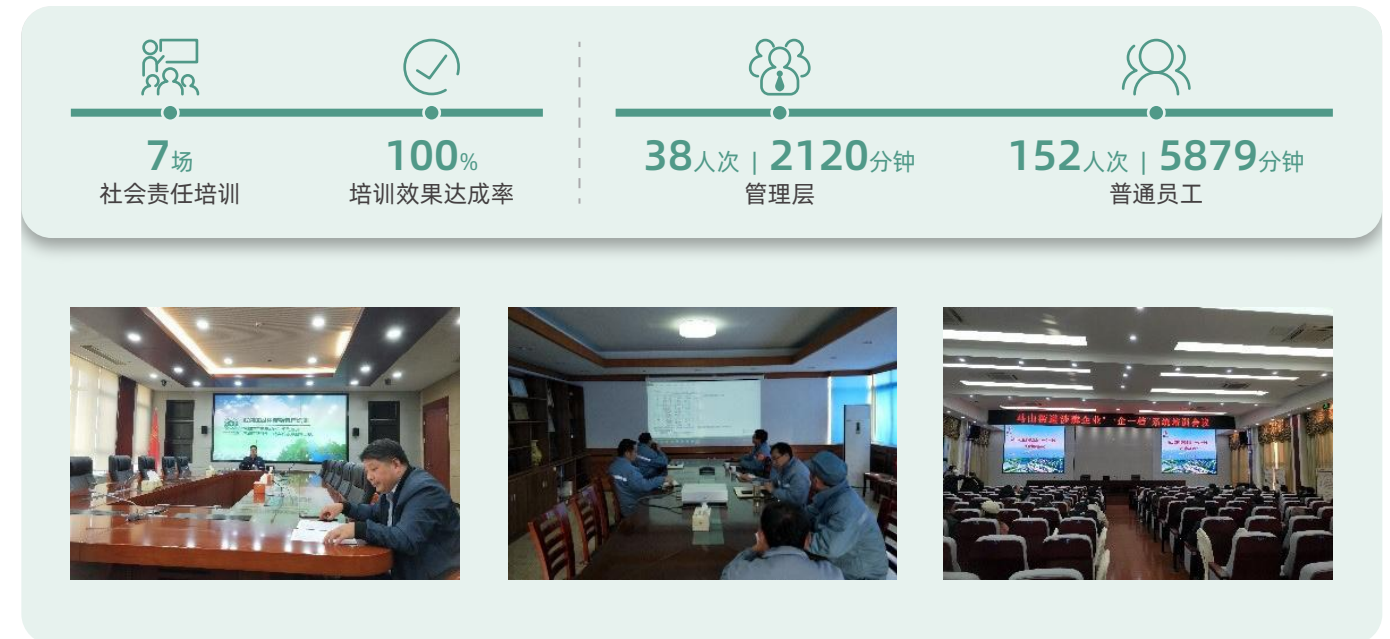 7场
社会责任培训
100%
培训效果达成率
38人次 | 2120分钟
管理层
152人次 | 5879分钟
普通员工